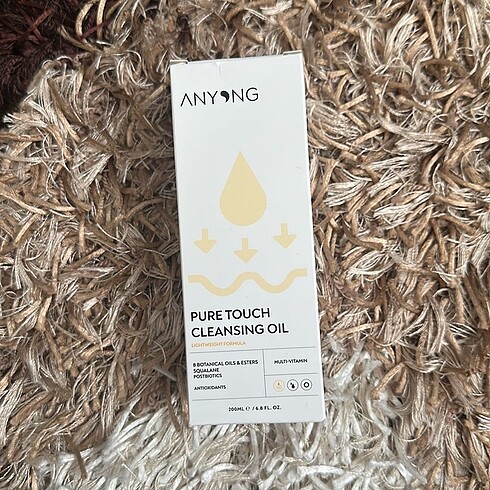 ANYONG
PURE TOUCH
CLEANSING OIL
LIGHTWEIGHT FORMULA
8 BOTANICAL OILS & ESTERS
SQUALANE
POSTBIOTICS
ANTIOXIDANTS
MULTI-VITAMIN
200ML ℮ / 6.8 FL. OZ.